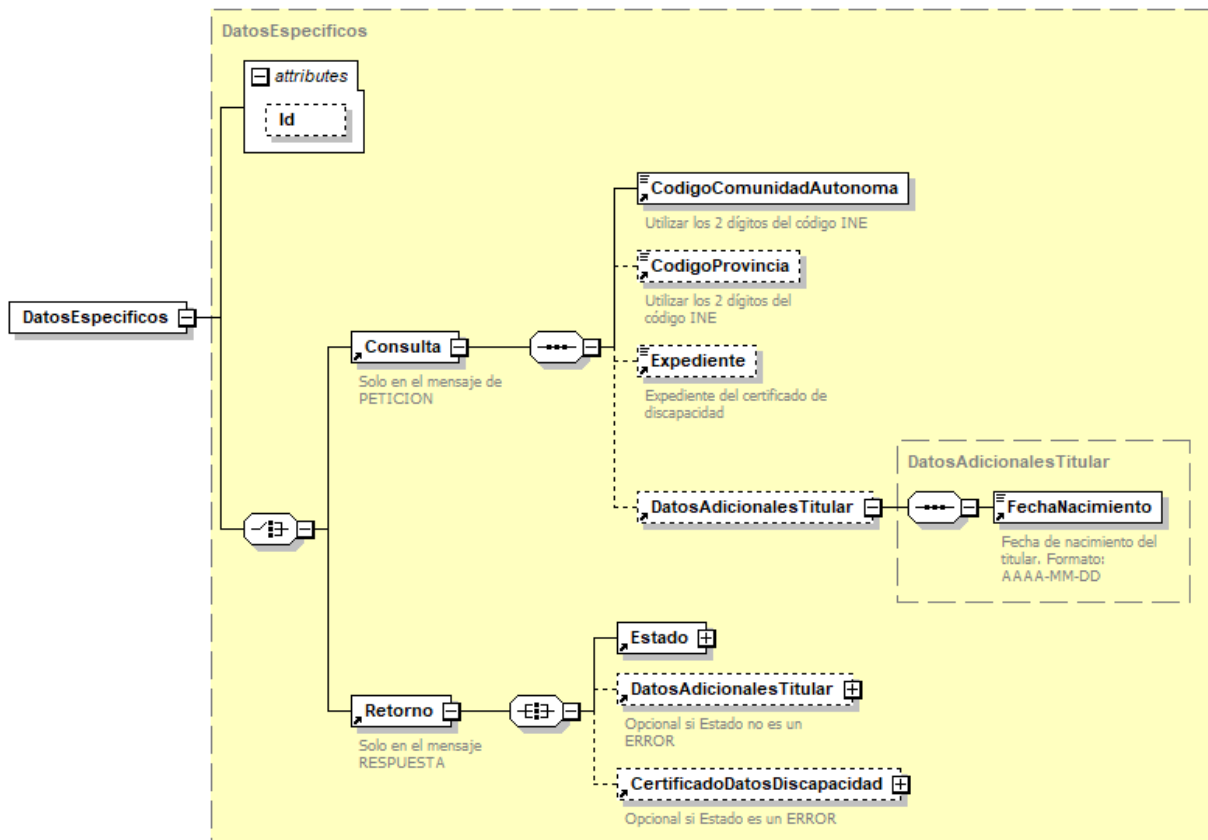 DatosEspecificos
attributes
Id
CodigoComunidadAutonoma
Utilizar los 2 dígitos del código INE
CodigoProvincia
Utilizar los 2 dígitos del
código INE
DatosEspecificos
Consulta
Solo en el mensaje de
PETICION
Expediente
Expediente del certificado de
discapacidad
DatosAdicionalesTitular
DatosAdicionalesTitular
FechaNacimiento
Fecha de nacimiento del
titular. Formato:
AAAA-MM-DD
Estado
DatosAdicionalesTitular
Opcional si Estado no es un
ERROR
Retorno
Solo en el mensaje
RESPUESTA
CertificadoDatosDiscapacidad
Opcional si Estado es un ERROR